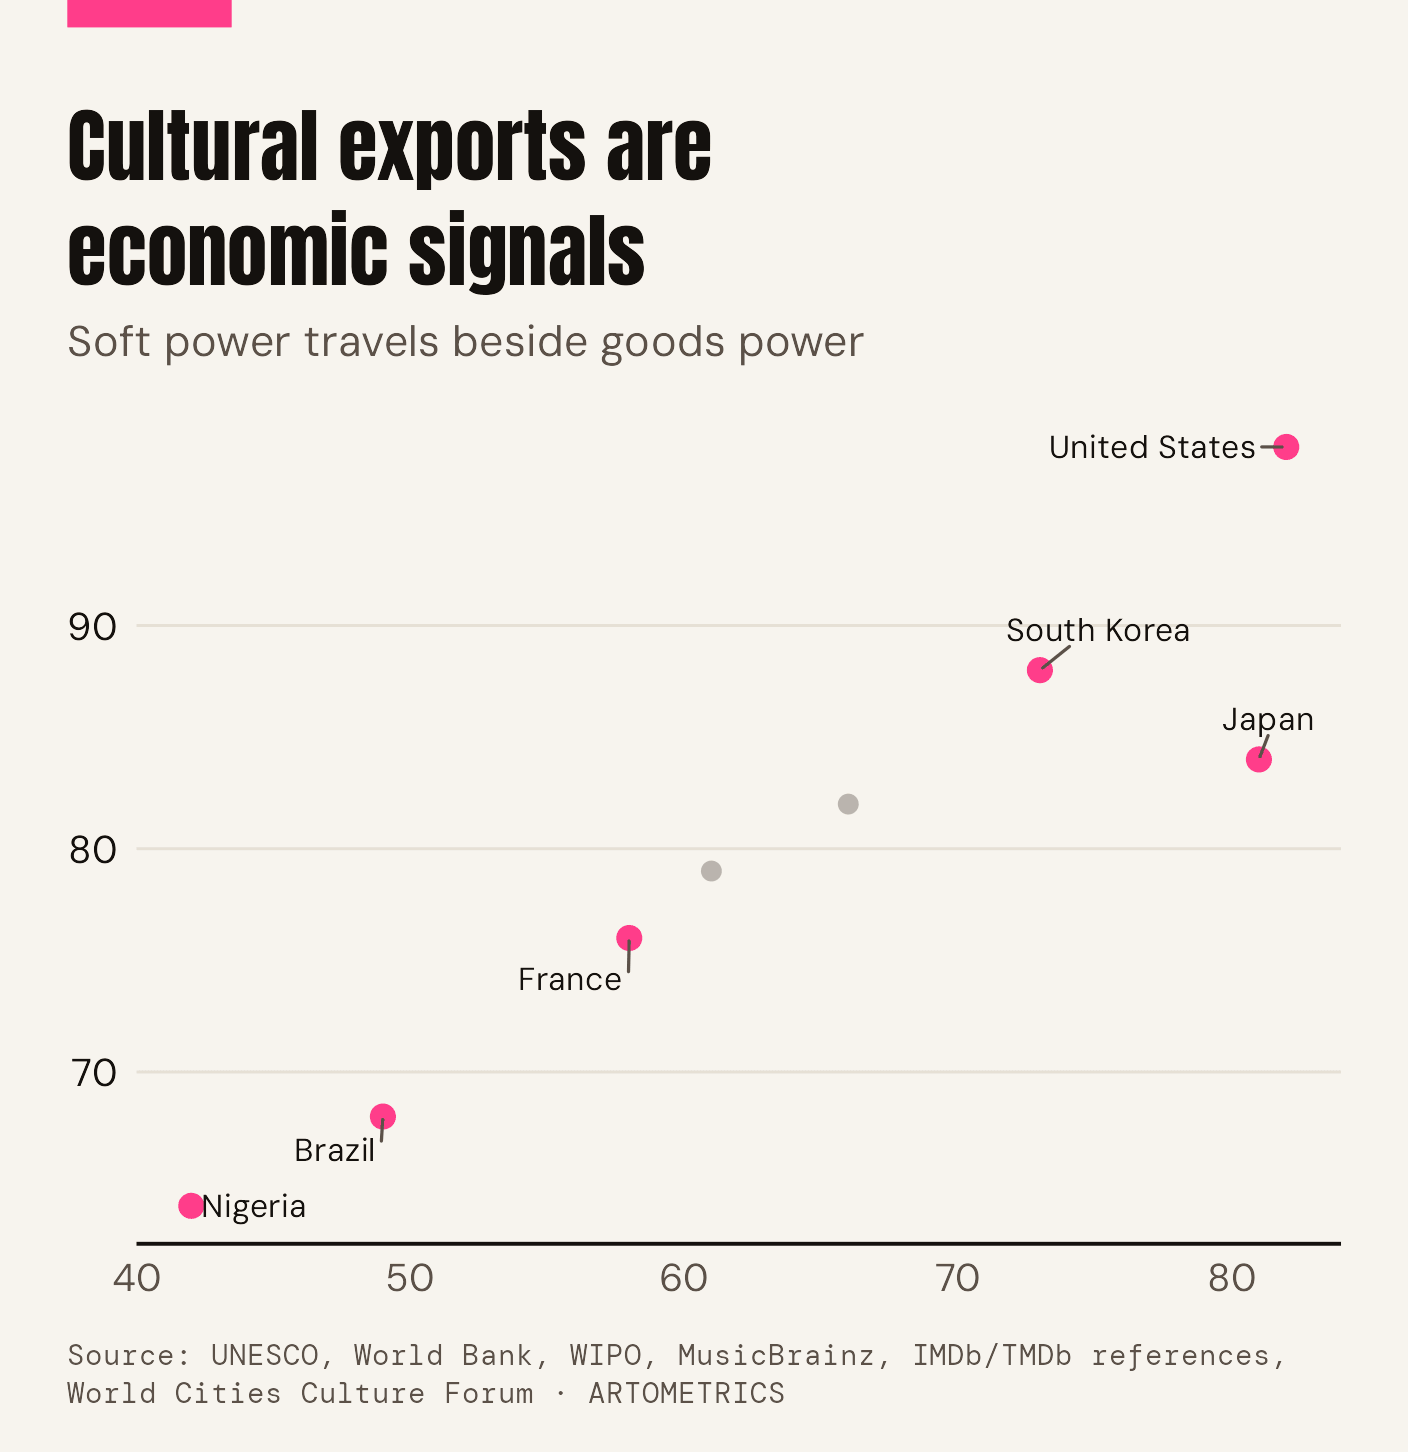 Cultural exports are
economic signals
Soft power travels beside goods power
United States
90
South Korea
Japan
80
France
70
Brazil
Nigeria
40 50 60 70 80
Source: UNESCO, World Bank, WIPO, MusicBrainz, IMDb/TMDb references,
World Cities Culture Forum · ARTOMETRICS